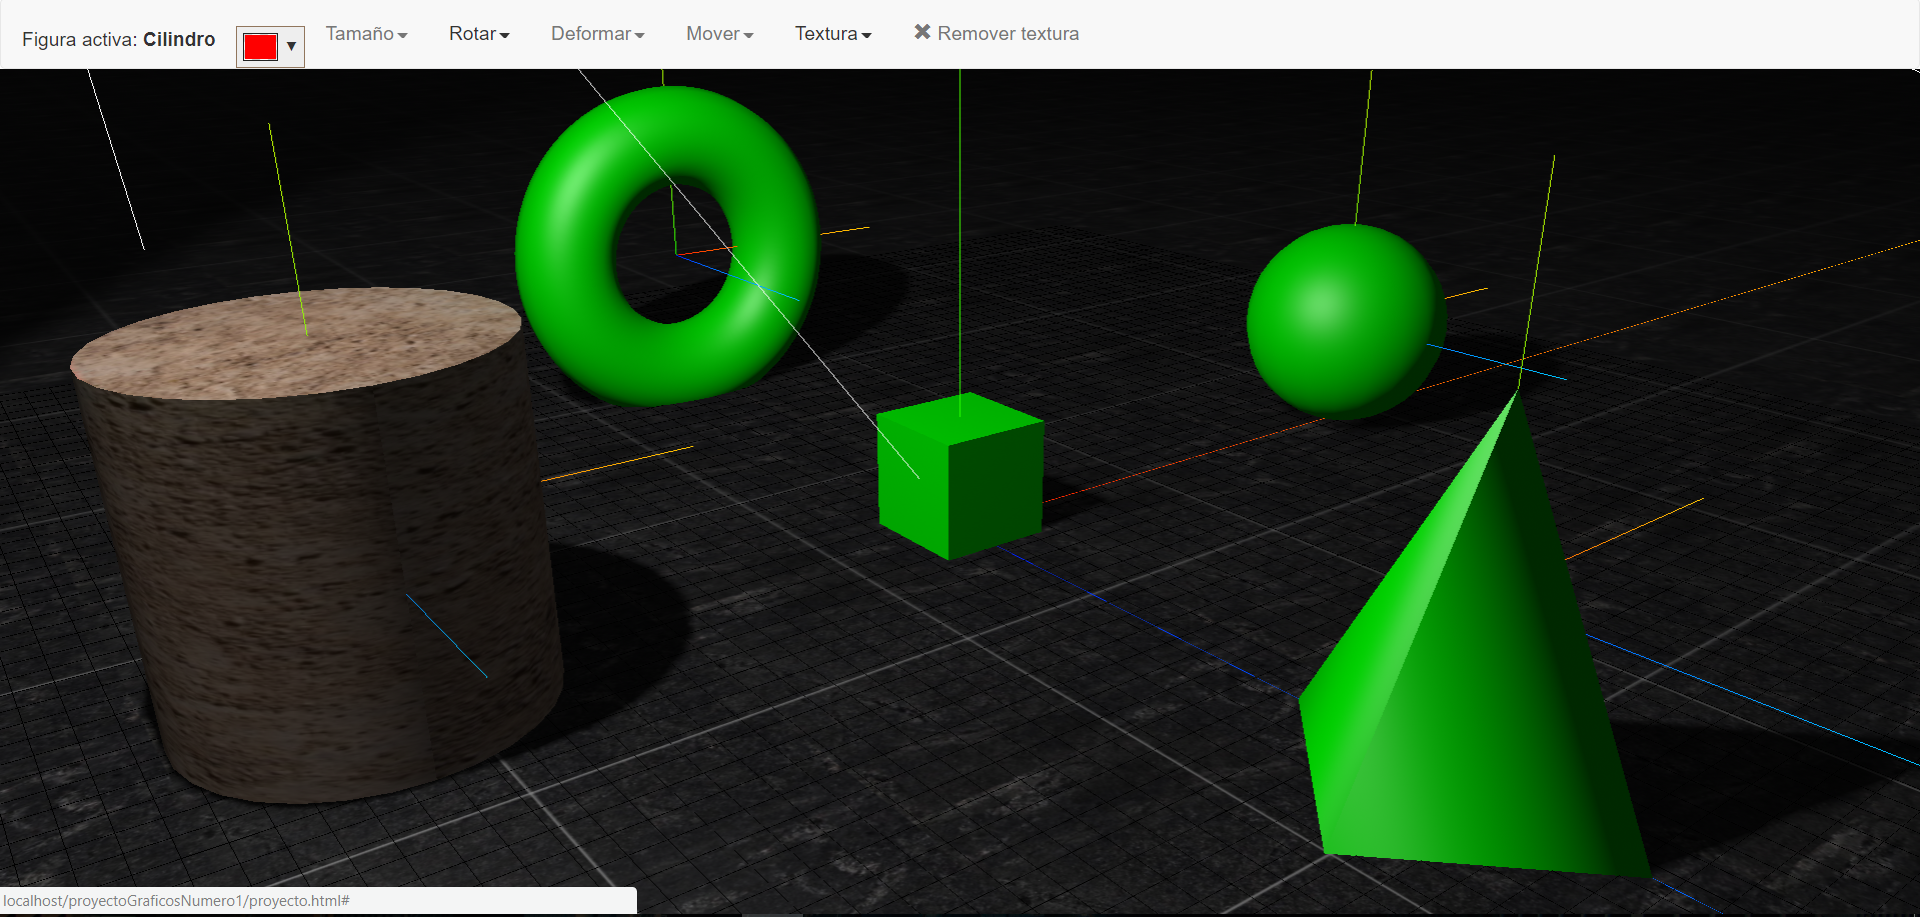 Figura activa: Cilindro
Tamaño
Rotar
Deformar
Mover
Textura
Remover textura
localhost/proyectoGraficosNumero1/proyecto.html#